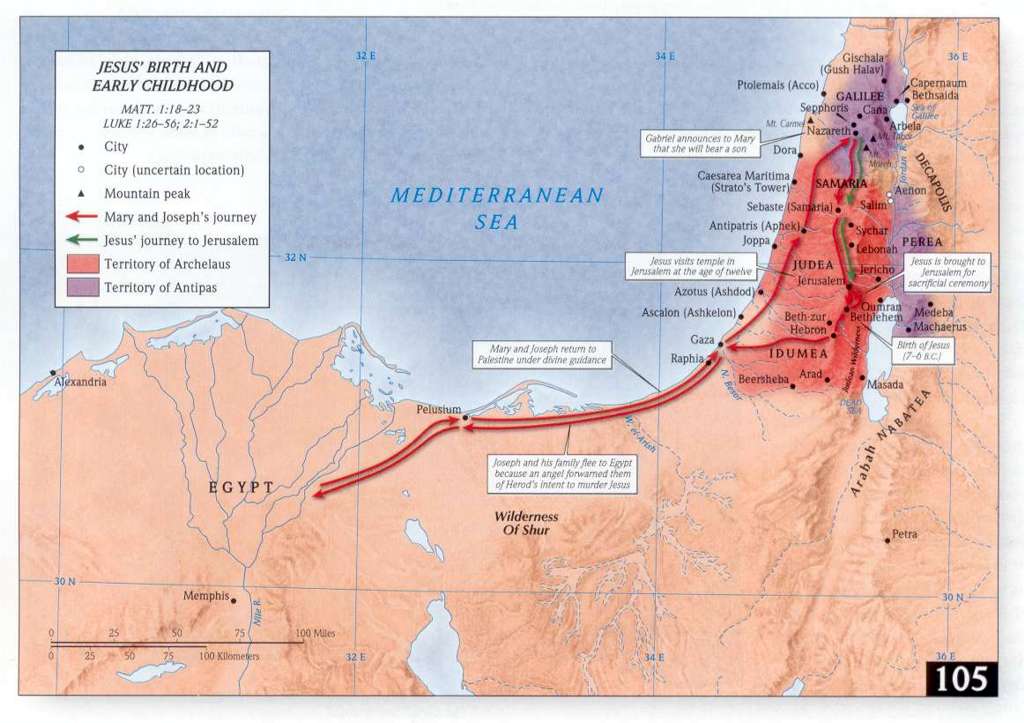 JESUS' BIRTH AND
EARLY CHILDHOOD
MATT. 1:18–23
LUKE 1:26–56; 2:1–52
City
City (uncertain location)
Mountain peak
Mary and Joseph's journey
Jesus' journey to Jerusalem
Territory of Archelaus
Territory of Antipas
32 E
34 E
36 E
MEDITERRANEAN
SEA
32 N
Gischala
(Gush Halav)
Ptolemais (Acco)
Capernaum
Bethsaida
GALILEE
Sepphoris
Cana
Sea of
Galilee
Mt. Carmel
Nazareth
Arbela
Mt. Tabor
Gabriel announces to Mary
that she will bear a son
Dora
Moreh
Jordan R.
DECAPOLIS
Caesarea Maritima
(Strato's Tower)
SAMARIA
Aenon
Sebaste (Samaria)
Salim
Antipatris (Aphek)
Sychar
Joppa
Lebonah
PEREA
Jesus visits temple in
Jerusalem at the age of twelve
JUDEA
Jericho
Jesus is brought to
Jerusalem for
sacrificial ceremony
Jerusalem
Azotus (Ashdod)
Qumran
Ascalon (Ashkelon)
Beth-zur
Bethlehem
Medeba
Hebron
Machaerus
Gaza
Raphia
IDUMEA
Judean Wilderness
Birth of Jesus
(7–6 B.C.)
Mary and Joseph return to
Palestine under divine guidance
N. Besor
Beersheba
Arad
Masada
DEAD
SEA
Alexandria
Pelusium
W. el-Arish
NABATEA
Arabah
Joseph and his family flee to Egypt
because an angel forwarned them
of Herod's intent to murder Jesus
EGYPT
Wilderness
Of Shur
Petra
30 N
30 N
Memphis
Nile R.
0 25 50 75 100 Miles
0 25 50 75 100 Kilometers
32 E
34 E
36 E
105